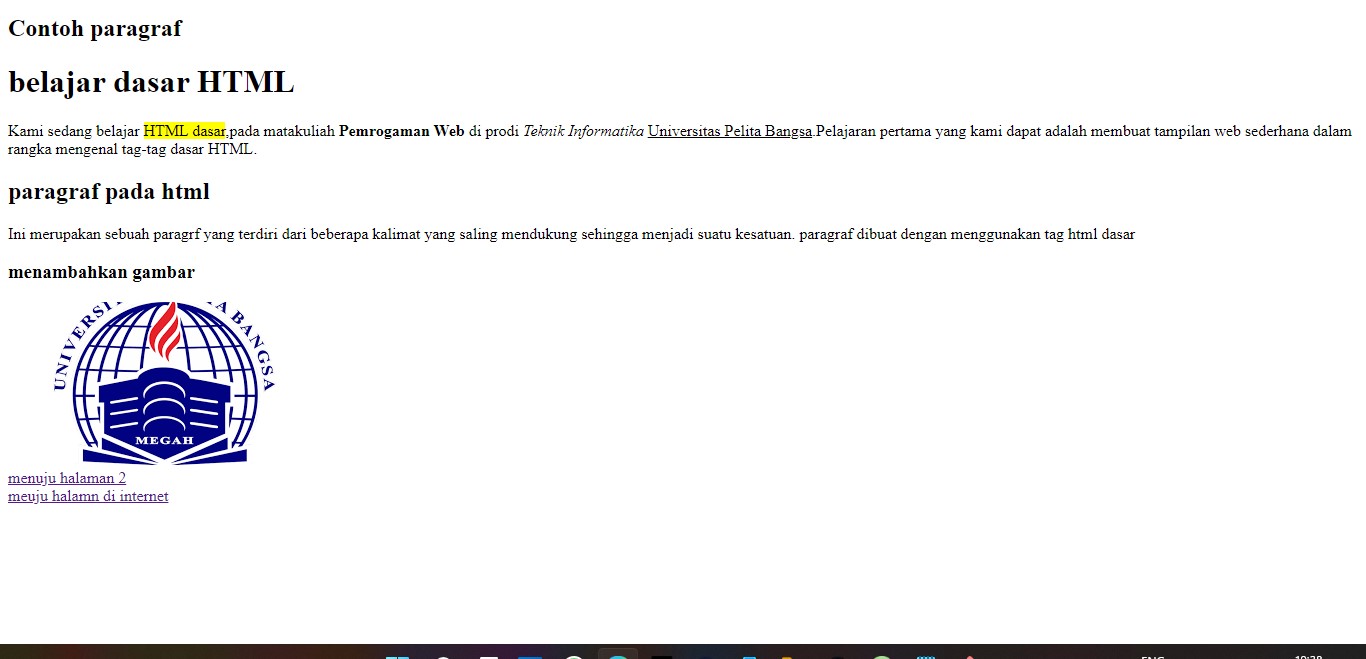 Contoh paragraf
belajar dasar HTML
Kami sedang belajar HTML dasar,pada matakuliah Pemrogaman Web di prodi Teknik Informatika Universitas Pelita Bangsa.Pelajaran pertama yang kami dapat adalah membuat tampilan web sederhana dalam
rangka mengenal tag-tag dasar HTML.
paragraf pada html
Ini merupakan sebuah paragrf yang terdiri dari beberapa kalimat yang saling mendukung sehingga menjadi suatu kesatuan. paragraf dibuat dengan menggunakan tag html dasar
menambahkan gambar
UNIVERSI A BANGSA
MEGAH
menuju halaman 2
meuju halamn di internet